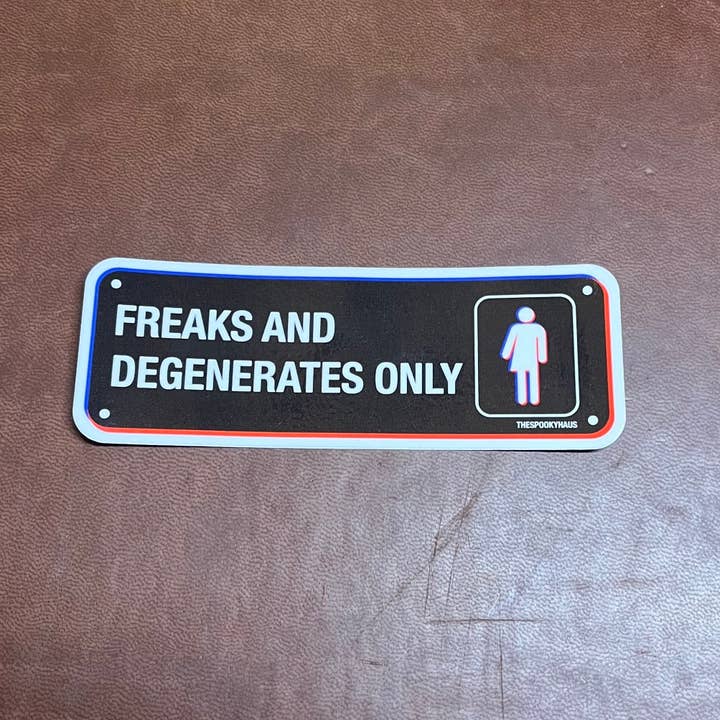 FREAKS AND
DEGENERATES ONLY
THESPOOKYHAUS